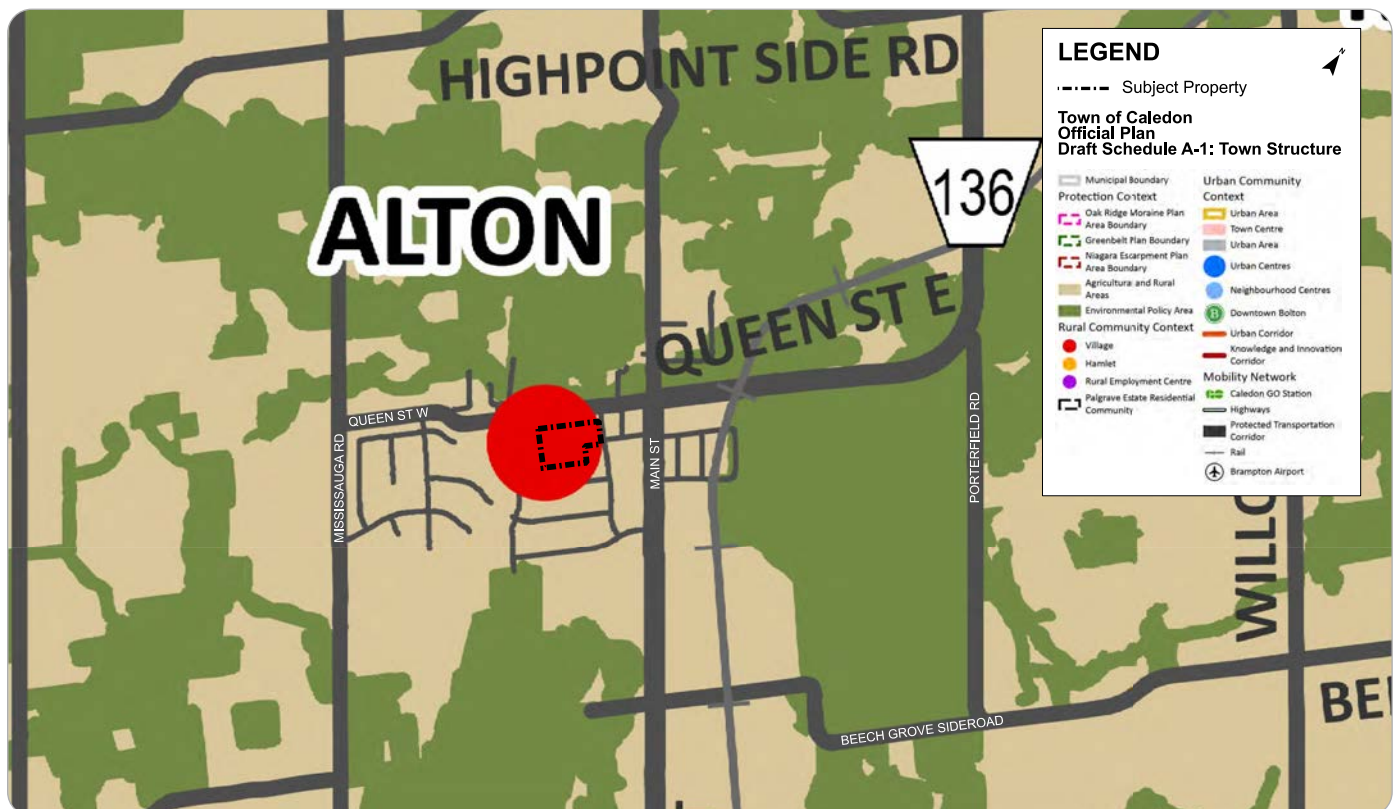 HIGHPOINT SIDE RD
136
ALTON
QUEEN ST E
QUEEN ST W
MISSISSAUGA RD
MAIN ST
PORTERFIELD RD
BEECH GROVE SIDEROAD
LEGEND
N
Subject Property
Town of Caledon
Official Plan
Draft Schedule A-1: Town Structure
Municipal Boundary
Protection Context
Oak Ridge Moraine Plan
Area Boundary
Greenbelt Plan Boundary
Niagara Escarpment Plan
Area Boundary
Agricultura and Rural
Areas
Environmental Policy Area
Rural Community Context
Village
Hamlet
Rural Employment Centre
Palgrave Estate Residential
Community
Urban Community
Context
Urban Area
Town Centre
Urban Area
Urban Centres
Neighbourhood Centres
B
Downtown Bolton
Urban Corridor
Knowledge and Innovation
Corridor
Mobility Network
Caledon GO Station
Highways
Protected Transportation
Corridor
Rail
Brampton Airport